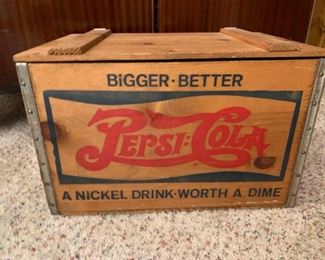 BiGGER·BETTER
PEPSI:COLA
A NICKEL DRINK·WORTH A DIME